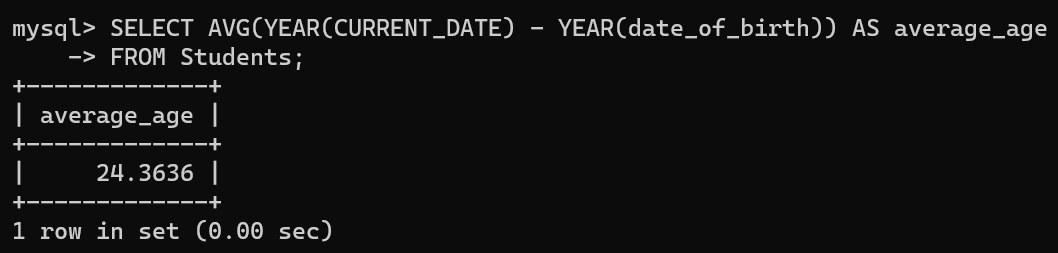 mysql> SELECT AVG(YEAR(CURRENT_DATE) - YEAR(date_of_birth)) AS average_age
    -> FROM Students;
+-------------+
| average_age |
+-------------+
|     24.3636 |
+-------------+
1 row in set (0.00 sec)